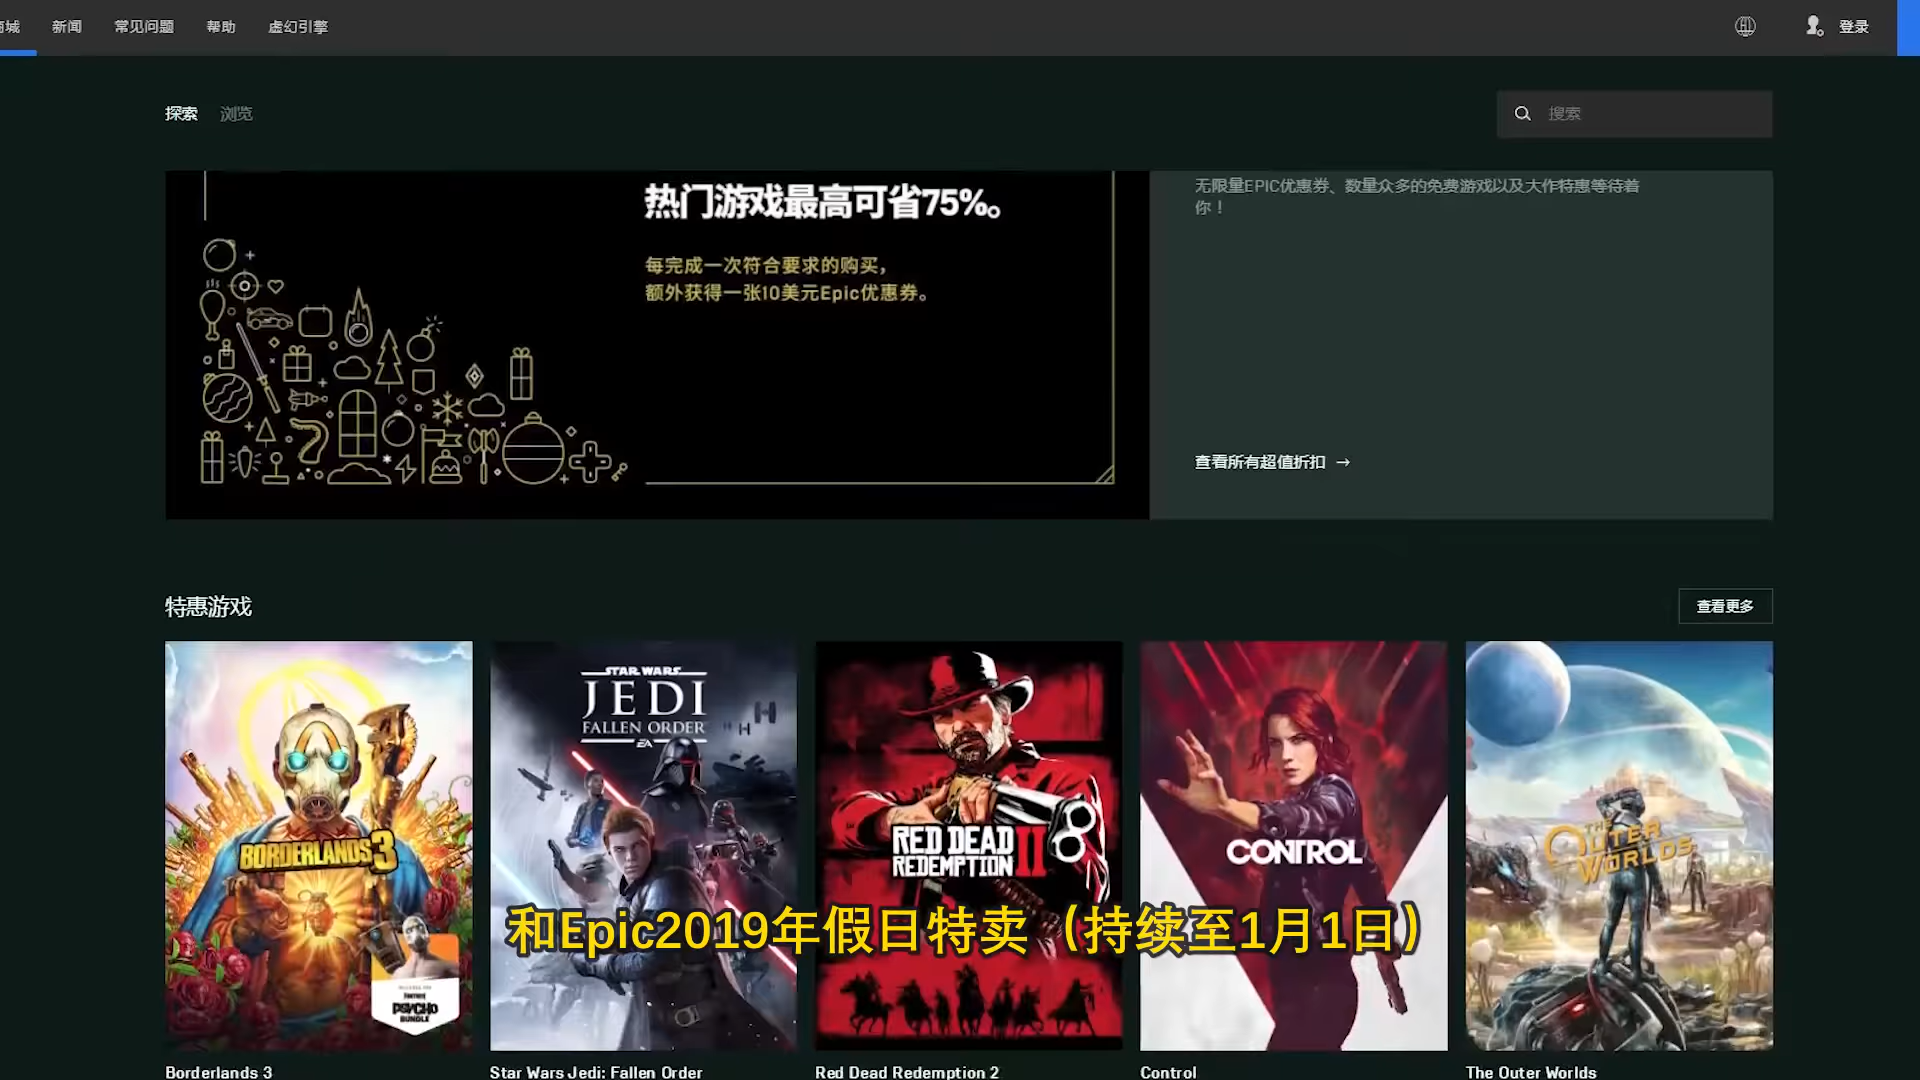 商城 新闻 常见问题 帮助 虚幻引擎 登录
探索 浏览 搜索
热门游戏最高可省75%。
每完成一次符合要求的购买，
额外获得一张10美元Epic优惠券。
无限量EPIC优惠券、数量众多的免费游戏以及大作特惠等待着
你！
查看所有超值折扣 →
特惠游戏 查看更多
BORDERLANDS 3
FORTNITE
PSYCHO
BUNDLE
STAR WARS
JEDI
FALLEN ORDER
EA
RED DEAD
REDEMPTION II
CONTROL
THE
OUTER
WORLDS
和Epic2019年假日特卖（持续至1月1日）
Borderlands 3
Star Wars Jedi: Fallen Order
Red Dead Redemption 2
Control
The Outer Worlds